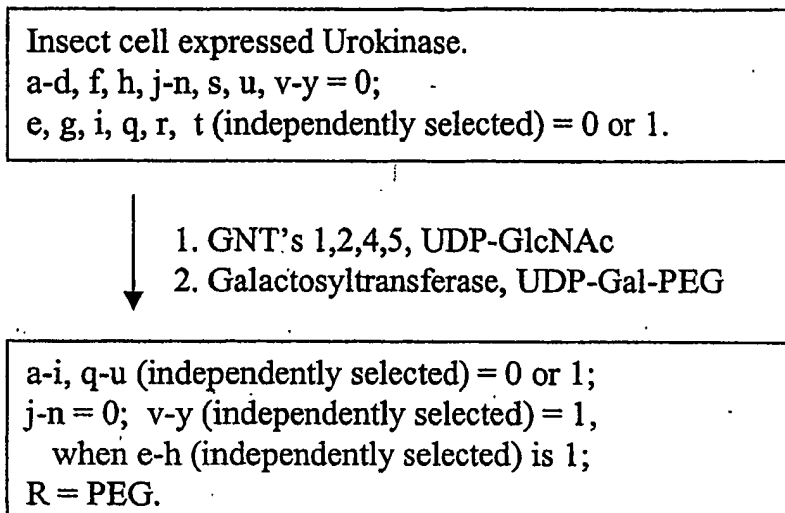 Insect cell expressed Urokinase.
a-d, f, h, j-n, s, u, v-y = 0;
e, g, i, q, r, t (independently selected) = 0 or 1.
1. GNT's 1,2,4,5, UDP-GlcNAc
2. Galactosyltransferase, UDP-Gal-PEG
a-i, q-u (independently selected) = 0 or 1;
j-n = 0; v-y (independently selected) = 1,
when e-h (independently selected) is 1;
R = PEG.